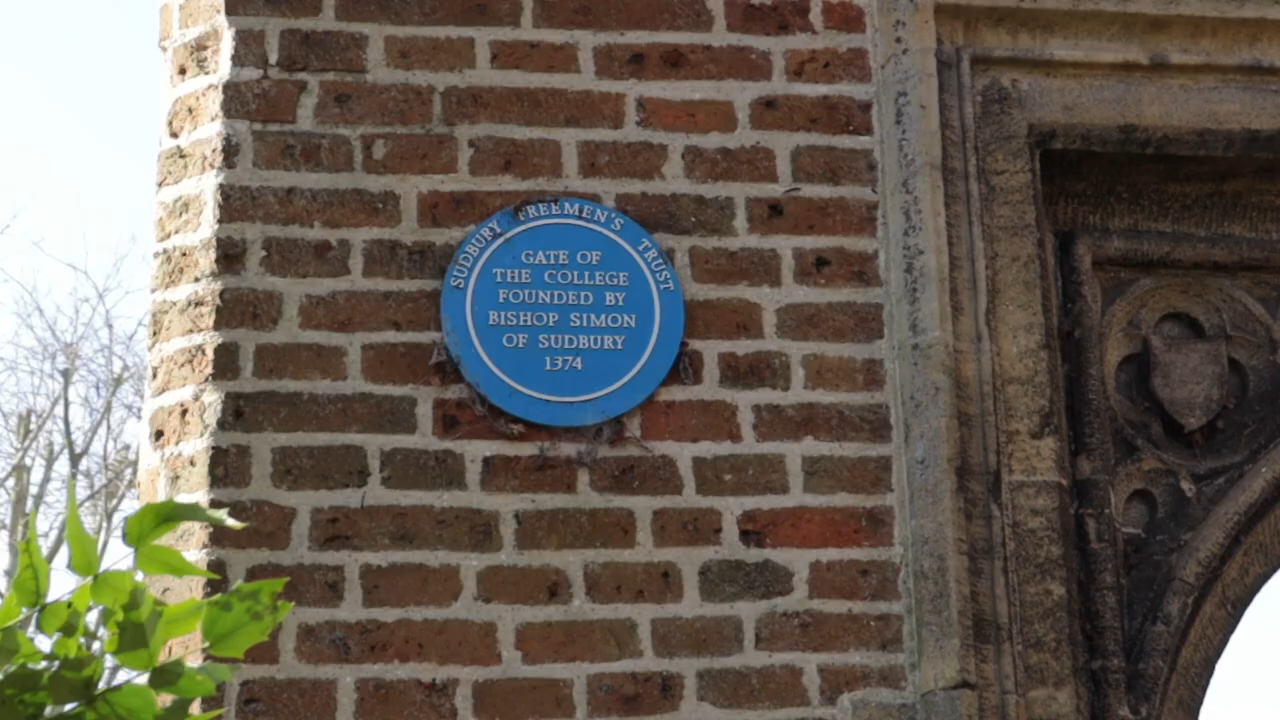 SUDBURY FREEMEN'S TRUST
GATE OF
THE COLLEGE
FOUNDED BY
BISHOP SIMON
OF SUDBURY
1374